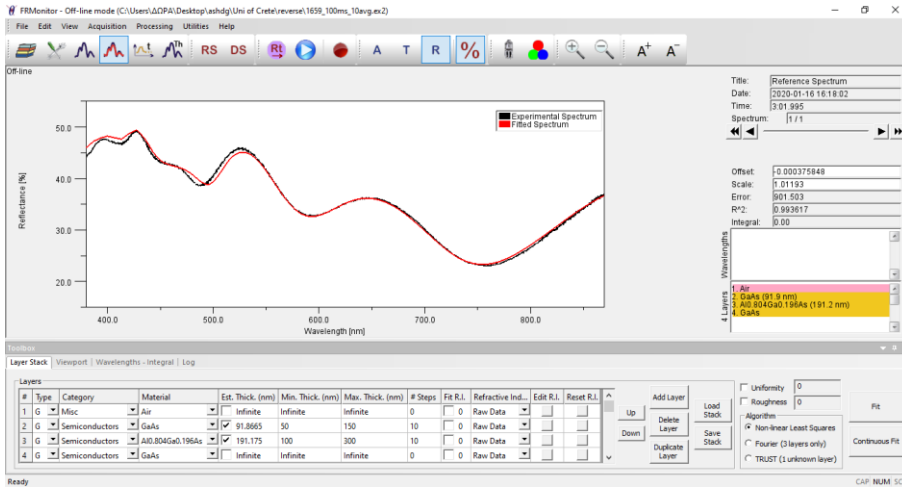 FRMonitor - Off-line mode (C:\Users\ΔΩΡΑ\Desktop\ashdg\Uni of Crete\reverse\1659_100ms_10avg.ex2)
File Edit View Acquisition Processing Utilities Help
t Th RS DS Rt A T R % A+ A-
Off-line
Experimental Spectrum
Fitted Spectrum
50.0
40.0
30.0
20.0
Reflectance [%]
400.0 500.0 600.0 700.0 800.0
Wavelength [nm]
Title: Reference Spectrum
Date: 2020-01-16 16:18:02
Time: 3:01.995
Spectrum: 1 / 1
Offset: -0.000375848
Scale: 1.01193
Error: 901.503
R^2: 0.993617
Integral: 0.00
Wavelengths
4 Layers
1. Air
2. GaAs (91.9 nm)
3. Al0.804Ga0.196As (191.2 nm)
4. GaAs
Toolbox
Layer Stack Viewport Wavelengths - Integral Log
Layers
# Type Category Material Est. Thick. (nm) Min. Thick. (nm) Max. Thick. (nm) # Steps Fit R.I. Refractive Ind... Edit R.I. Reset R.I.
1 G Misc Air Infinite Infinite Infinite 0 0 Raw Data
2 G Semiconductors GaAs 91.8665 50 150 10 0 Raw Data
3 G Semiconductors Al0.804Ga0.196As 191.175 100 300 10 0 Raw Data
4 G Semiconductors GaAs Infinite Infinite Infinite 0 0 Raw Data
Up
Down
Add Layer
Delete Layer
Duplicate Layer
Load Stack
Save Stack
Uniformity 0
Roughness 0
Algorithm
Non-linear Least Squares
Fourier (3 layers only)
TRUST (1 unknown layer)
Fit
Continuous Fit
Ready
CAP NUM SC